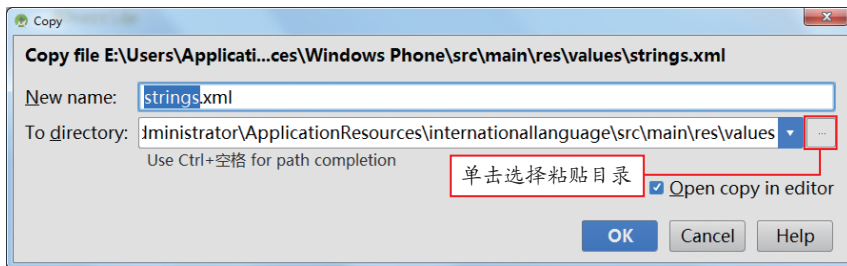 Copy
Copy file E:\Users\Applicati...ces\Windows Phone\src\main\res\values\strings.xml
New name: strings.xml
To directory: dministrator\ApplicationResources\internationallanguage\src\main\res\values ...
Use Ctrl+空格 for path completion
单击选择粘贴目录
Open copy in editor
OK Cancel Help